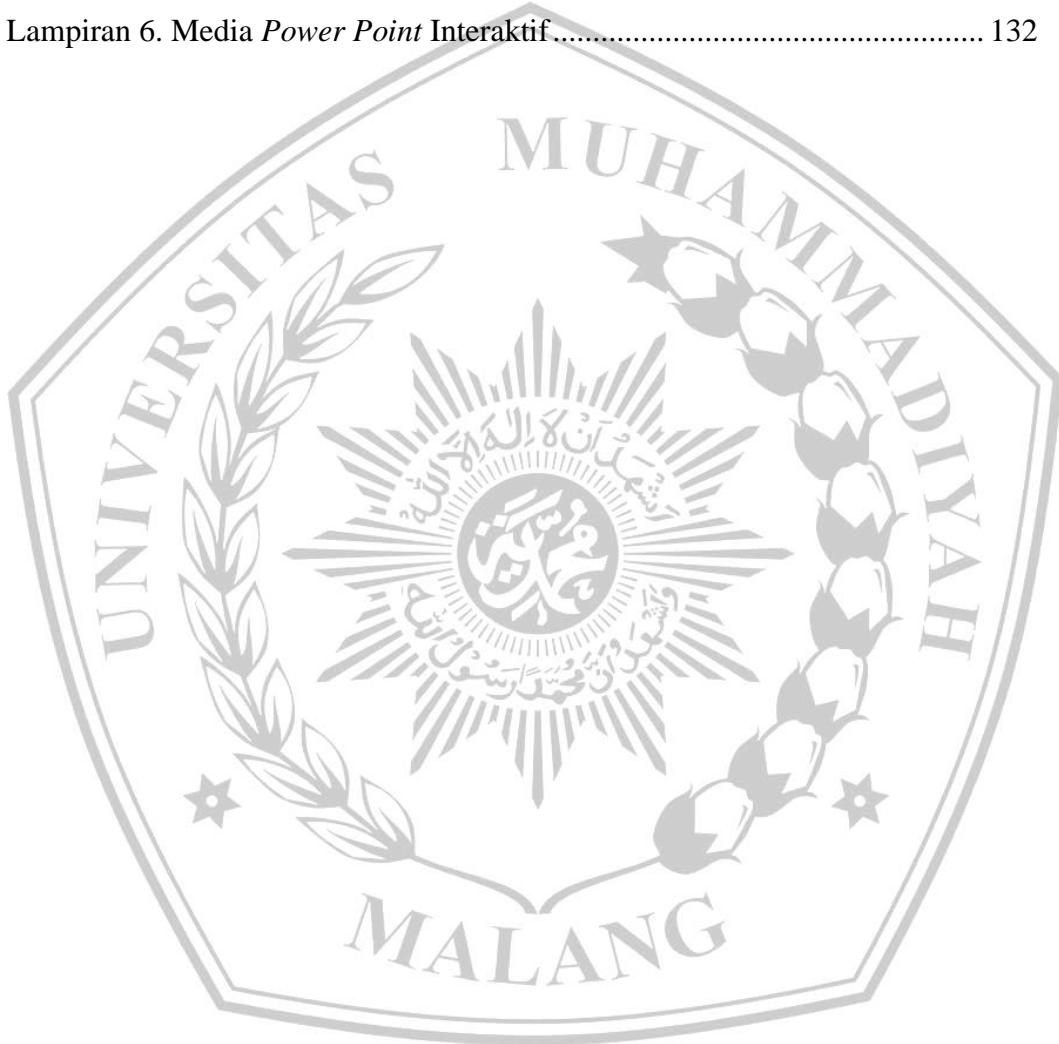 Lampiran 6. Media Power Point Interaktif ................................................ 132
UNIVERSITAS MUHAMMADIYAH
MALANG